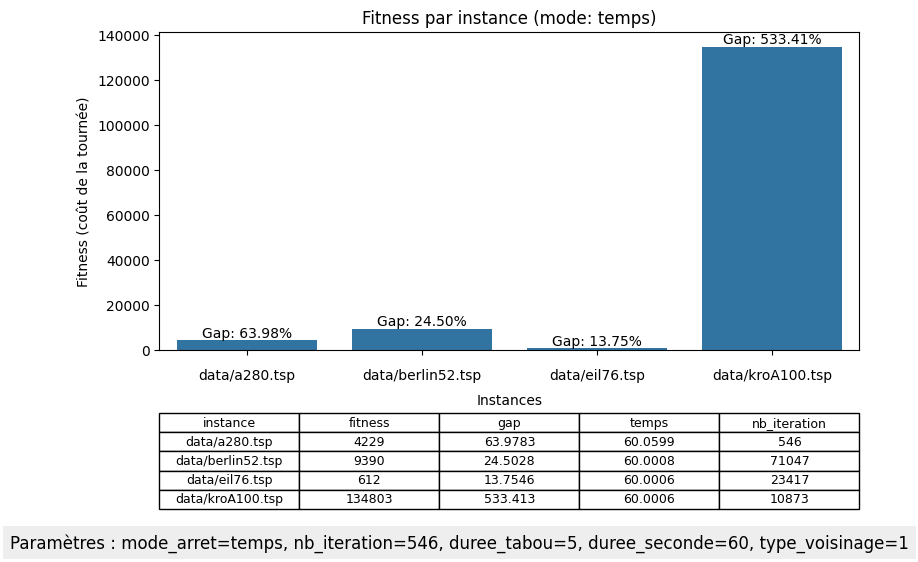 Fitness par instance (mode: temps)
Fitness (coût de la tournée)
140000
120000
100000
80000
60000
40000
20000
0
Gap: 63.98%
Gap: 24.50%
Gap: 13.75%
Gap: 533.41%
data/a280.tsp data/berlin52.tsp data/eil76.tsp data/kroA100.tsp
Instances
instance fitness gap temps nb_iteration
data/a280.tsp 4229 63.9783 60.0599 546
data/berlin52.tsp 9390 24.5028 60.0008 71047
data/eil76.tsp 612 13.7546 60.0006 23417
data/kroA100.tsp 134803 533.413 60.0006 10873
Paramètres : mode_arret=temps, nb_iteration=546, duree_tabou=5, duree_seconde=60, type_voisinage=1